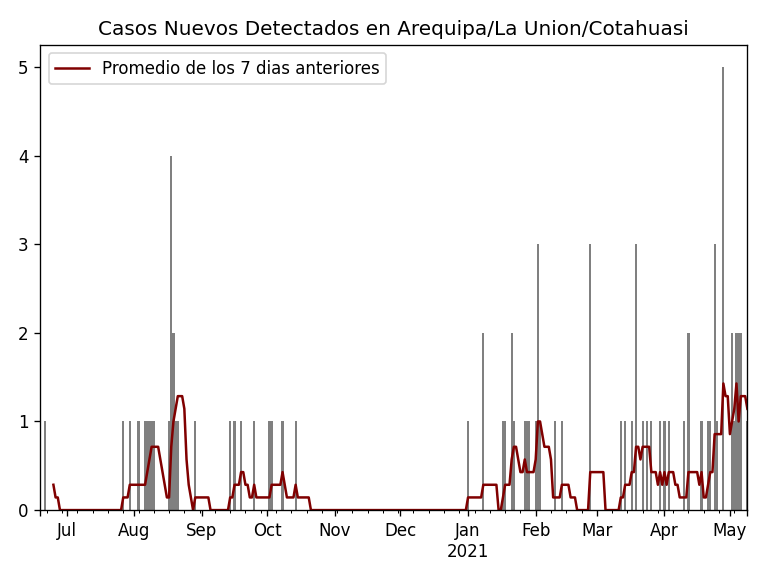 Casos Nuevos Detectados en Arequipa/La Union/Cotahuasi
Promedio de los 7 dias anteriores
5
4
3
2
1
0
Jul Aug Sep Oct Nov Dec Jan Feb Mar Apr May
2021